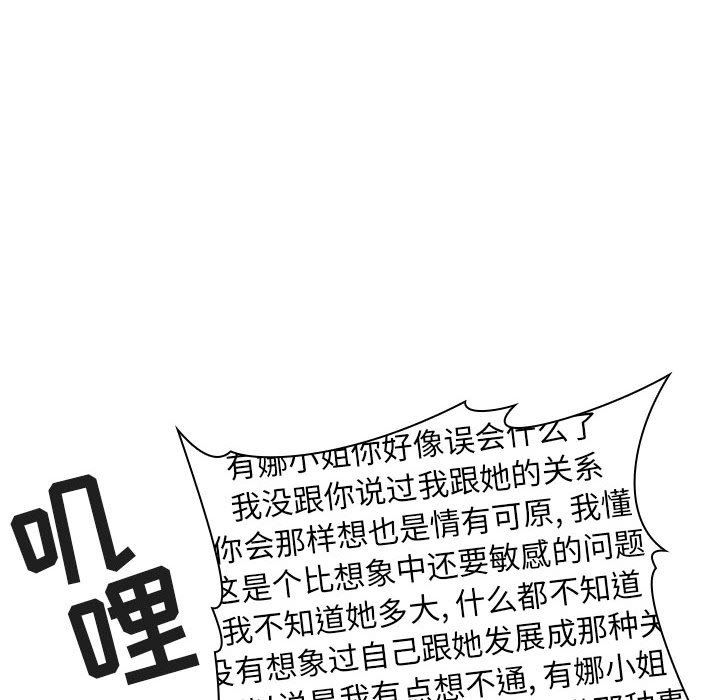 有娜小姐你好像误会什么了
我没跟你说过我跟她的关系
你会那样想也是情有可原, 我懂
这是个比想象中还要敏感的问题
我不知道她多大, 什么都不知道
没有想象过自己跟她发展成那种关
说是我有点想不通, 有娜小姐
叽
哩